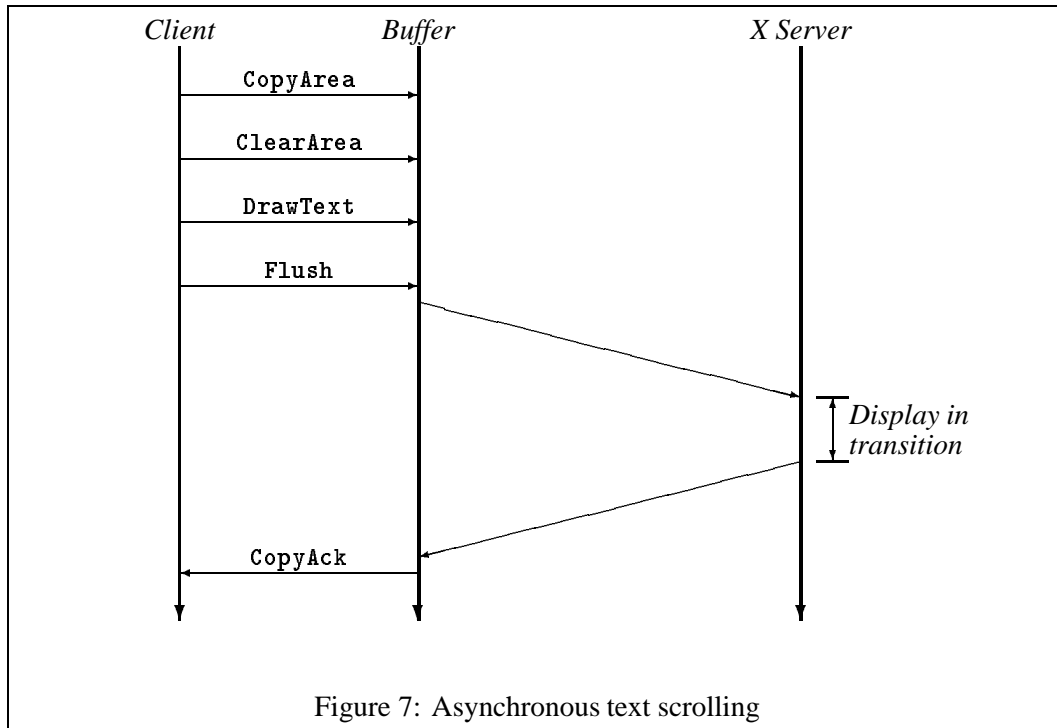 Client Buffer X Server
CopyArea
ClearArea
DrawText
Flush
Display in
transition
CopyAck
Figure 7: Asynchronous text scrolling